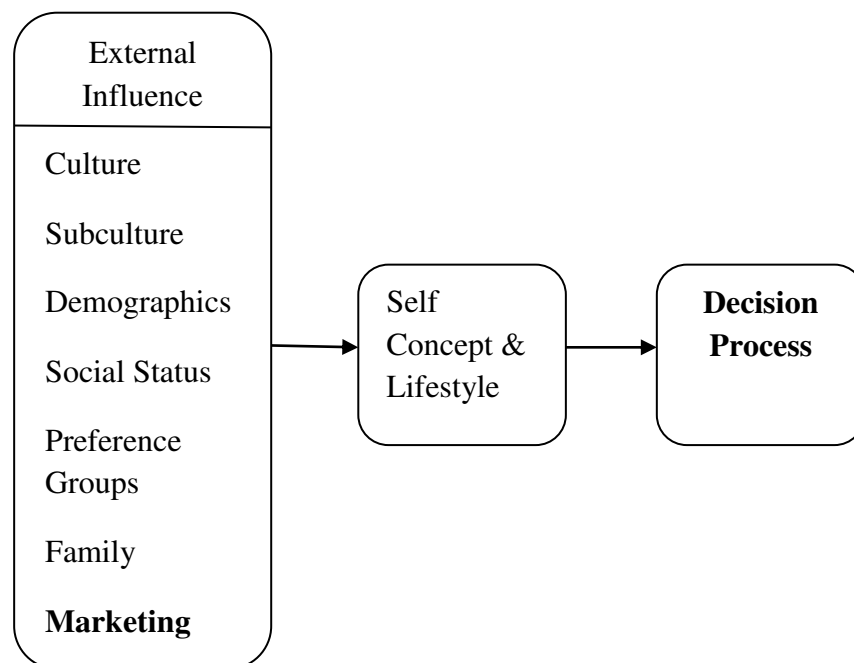 External
Influence
Culture
Subculture
Demographics
Social Status
Preference
Groups
Family
Marketing
Self
Concept &
Lifestyle
Decision
Process